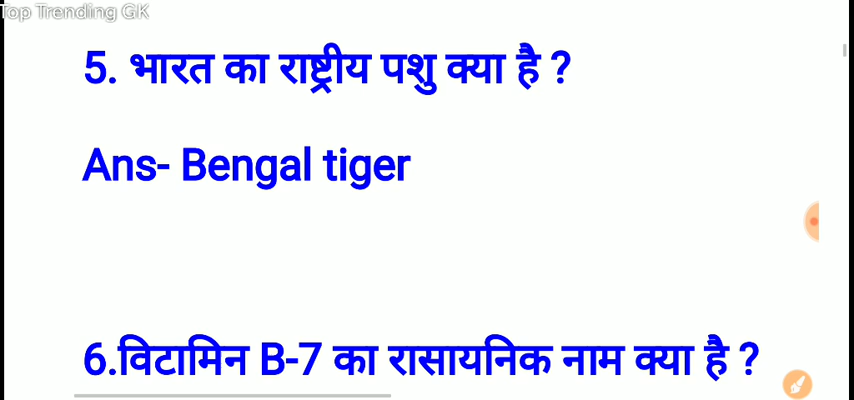 Top Trending GK
5. भारत का राष्ट्रीय पशु क्या है ?
Ans- Bengal tiger
6.विटामिन B-7 का रासायनिक नाम क्या है ?